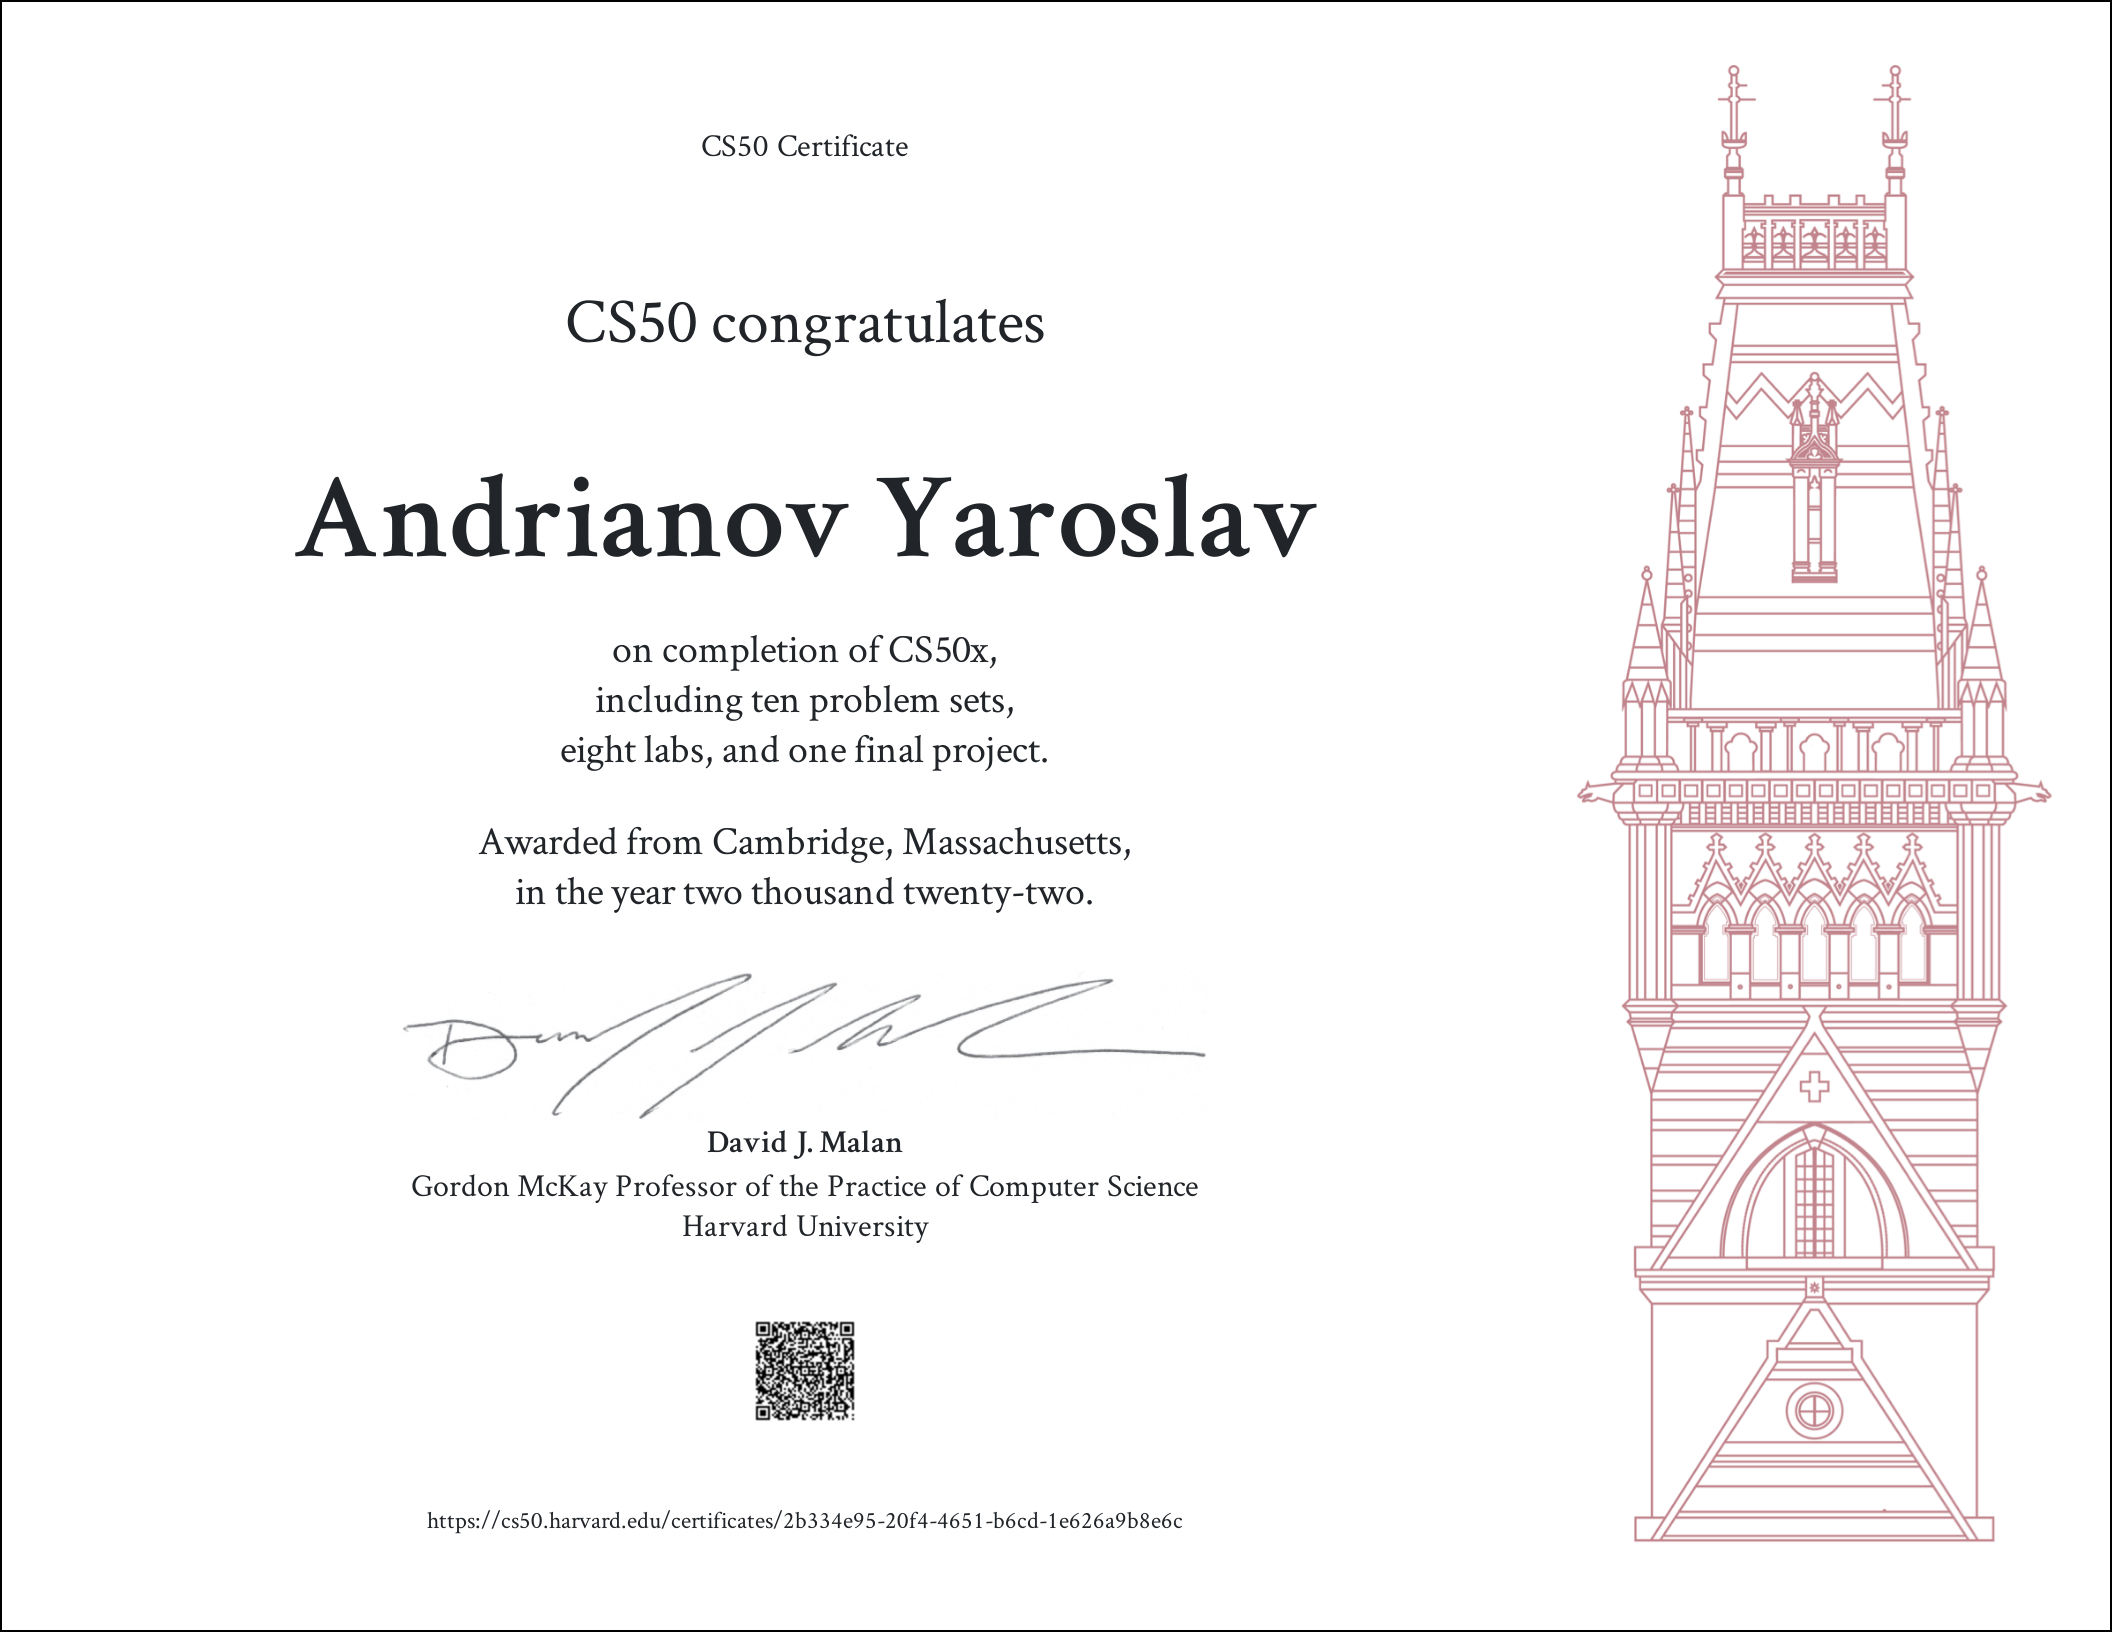 CS50 Certificate
CS50 congratulates
Andrianov Yaroslav
on completion of CS50x,
including ten problem sets,
eight labs, and one final project.
Awarded from Cambridge, Massachusetts,
in the year two thousand twenty-two.
David J. Malan
Gordon McKay Professor of the Practice of Computer Science
Harvard University
https://cs50.harvard.edu/certificates/2b334e95-20f4-4651-b6cd-1e626a9b8e6c